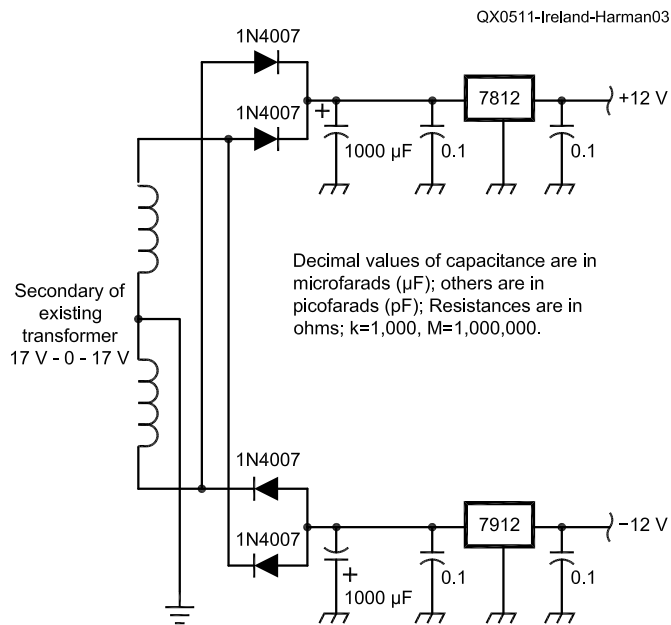 QX0511-Ireland-Harman03
1N4007
1N4007
7812
+12 V
+
1000 µF
0.1
0.1
Decimal values of capacitance are in
microfarads (µF); others are in
picofarads (pF); Resistances are in
ohms; k=1,000, M=1,000,000.
Secondary of
existing
transformer
17 V - 0 - 17 V
1N4007
1N4007
7912
−12 V
+
1000 µF
0.1
0.1